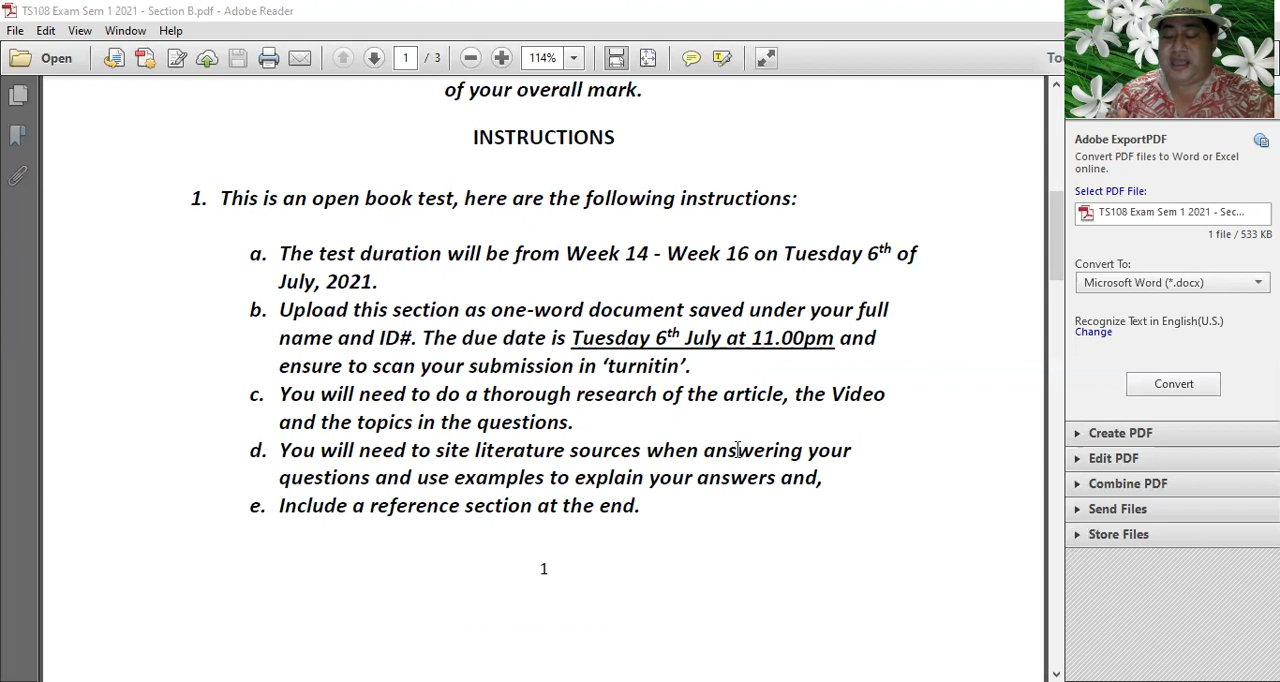 TS108 Exam Sem 1 2021 - Section B.pdf - Adobe Reader
File Edit View Window Help
Open 1 / 3 114%
of your overall mark.
INSTRUCTIONS
1. This is an open book test, here are the following instructions:
a. The test duration will be from Week 14 - Week 16 on Tuesday 6th of
July, 2021.
b. Upload this section as one-word document saved under your full
name and ID#. The due date is Tuesday 6th July at 11.00pm and
ensure to scan your submission in ‘turnitin’.
c. You will need to do a thorough research of the article, the Video
and the topics in the questions.
d. You will need to site literature sources when answering your
questions and use examples to explain your answers and,
e. Include a reference section at the end.
1
Adobe ExportPDF
Convert PDF files to Word or Excel
online.
Select PDF File:
TS108 Exam Sem 1 2021 - Sec...
1 file / 533 KB
Convert To:
Microsoft Word (*.docx)
Recognize Text in English(U.S.)
Change
Convert
Create PDF
Edit PDF
Combine PDF
Send Files
Store Files